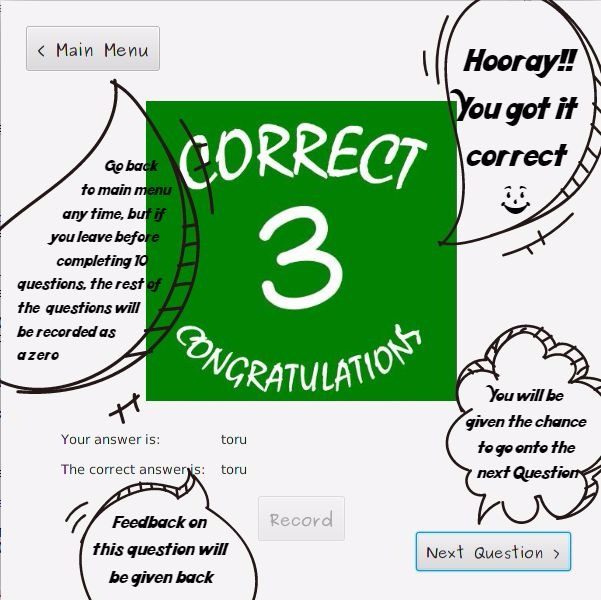 < Main Menu
Hooray!!
You got it
correct
CORRECT
3
CONGRATULATIONS
Go back
to main menu
any time, but if
you leave before
completing 10
questions, the rest of
the questions will
be recorded as
a zero
You will be
given the chance
to go onto the
next Question
Your answer is: toru
The correct answer is: toru
Feedback on
this question will
be given back
Record
Next Question >